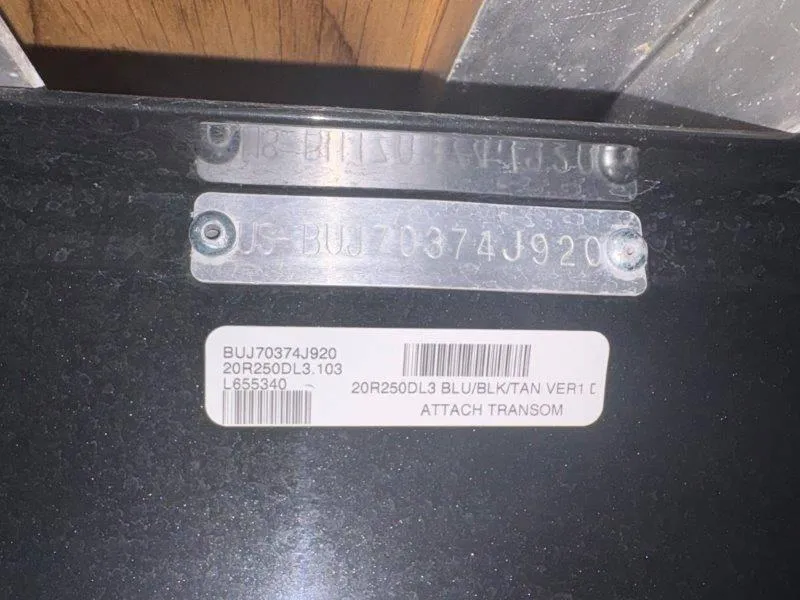 US-BUJ70374J920
BUJ70374J920
20R250DL3.103
L655340
20R250DL3 BLU/BLK/TAN VER1 D
ATTACH TRANSOM